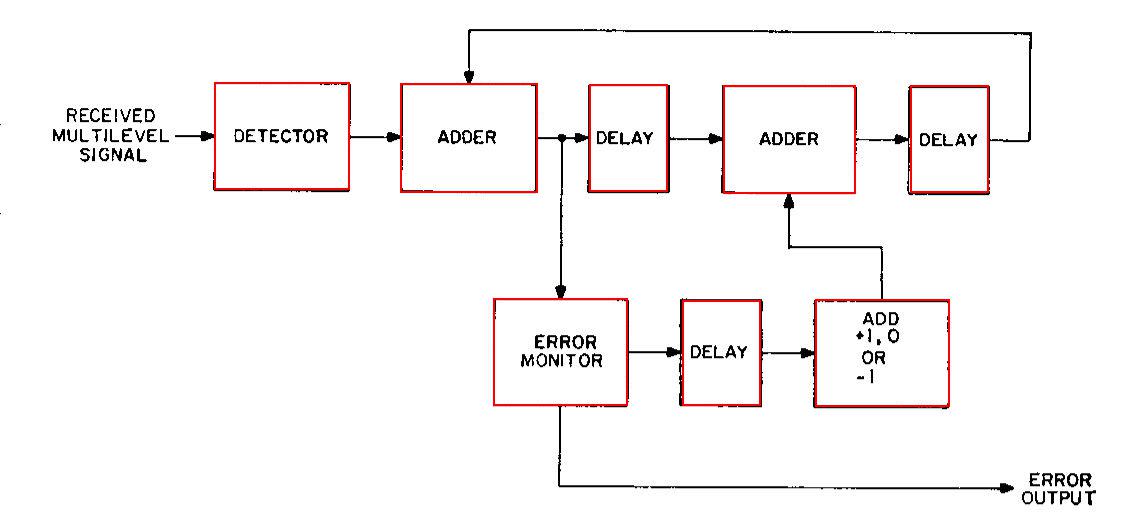 RECEIVED
MULTILEVEL
SIGNAL
DETECTOR
ADDER
DELAY
ADDER
DELAY
ERROR
MONITOR
DELAY
ADD
+1, 0
OR
-1
ERROR
OUTPUT